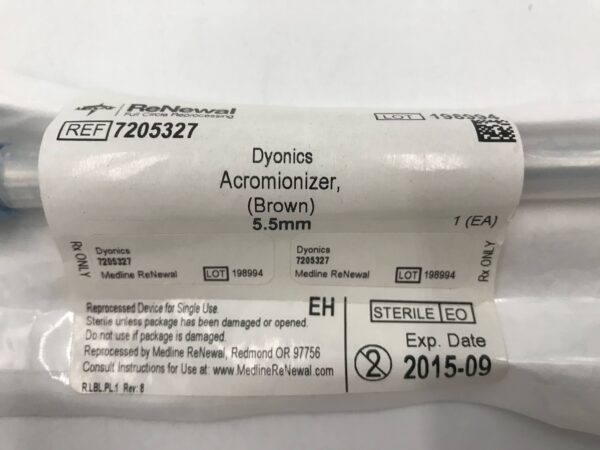 ReNewal
Full Circle Reprocessing
REF 7205327
LOT 198994
Dyonics
Acromionizer,
(Brown)
5.5mm
1 (EA)
Rx ONLY
Dyonics
7205327
Medline ReNewal LOT 198994
Dyonics
7205327
Medline ReNewal LOT 198994
Rx ONLY
Reprocessed Device for Single Use.
Sterile unless package has been damaged or opened.
Do not use if package is damaged.
Reprocessed by Medline ReNewal, Redmond OR 97756
Consult Instructions for Use at: www.MedlineReNewal.com
R.LBL.PL.1 Rev: 8
EH
STERILE EO
Exp. Date
2 2015-09